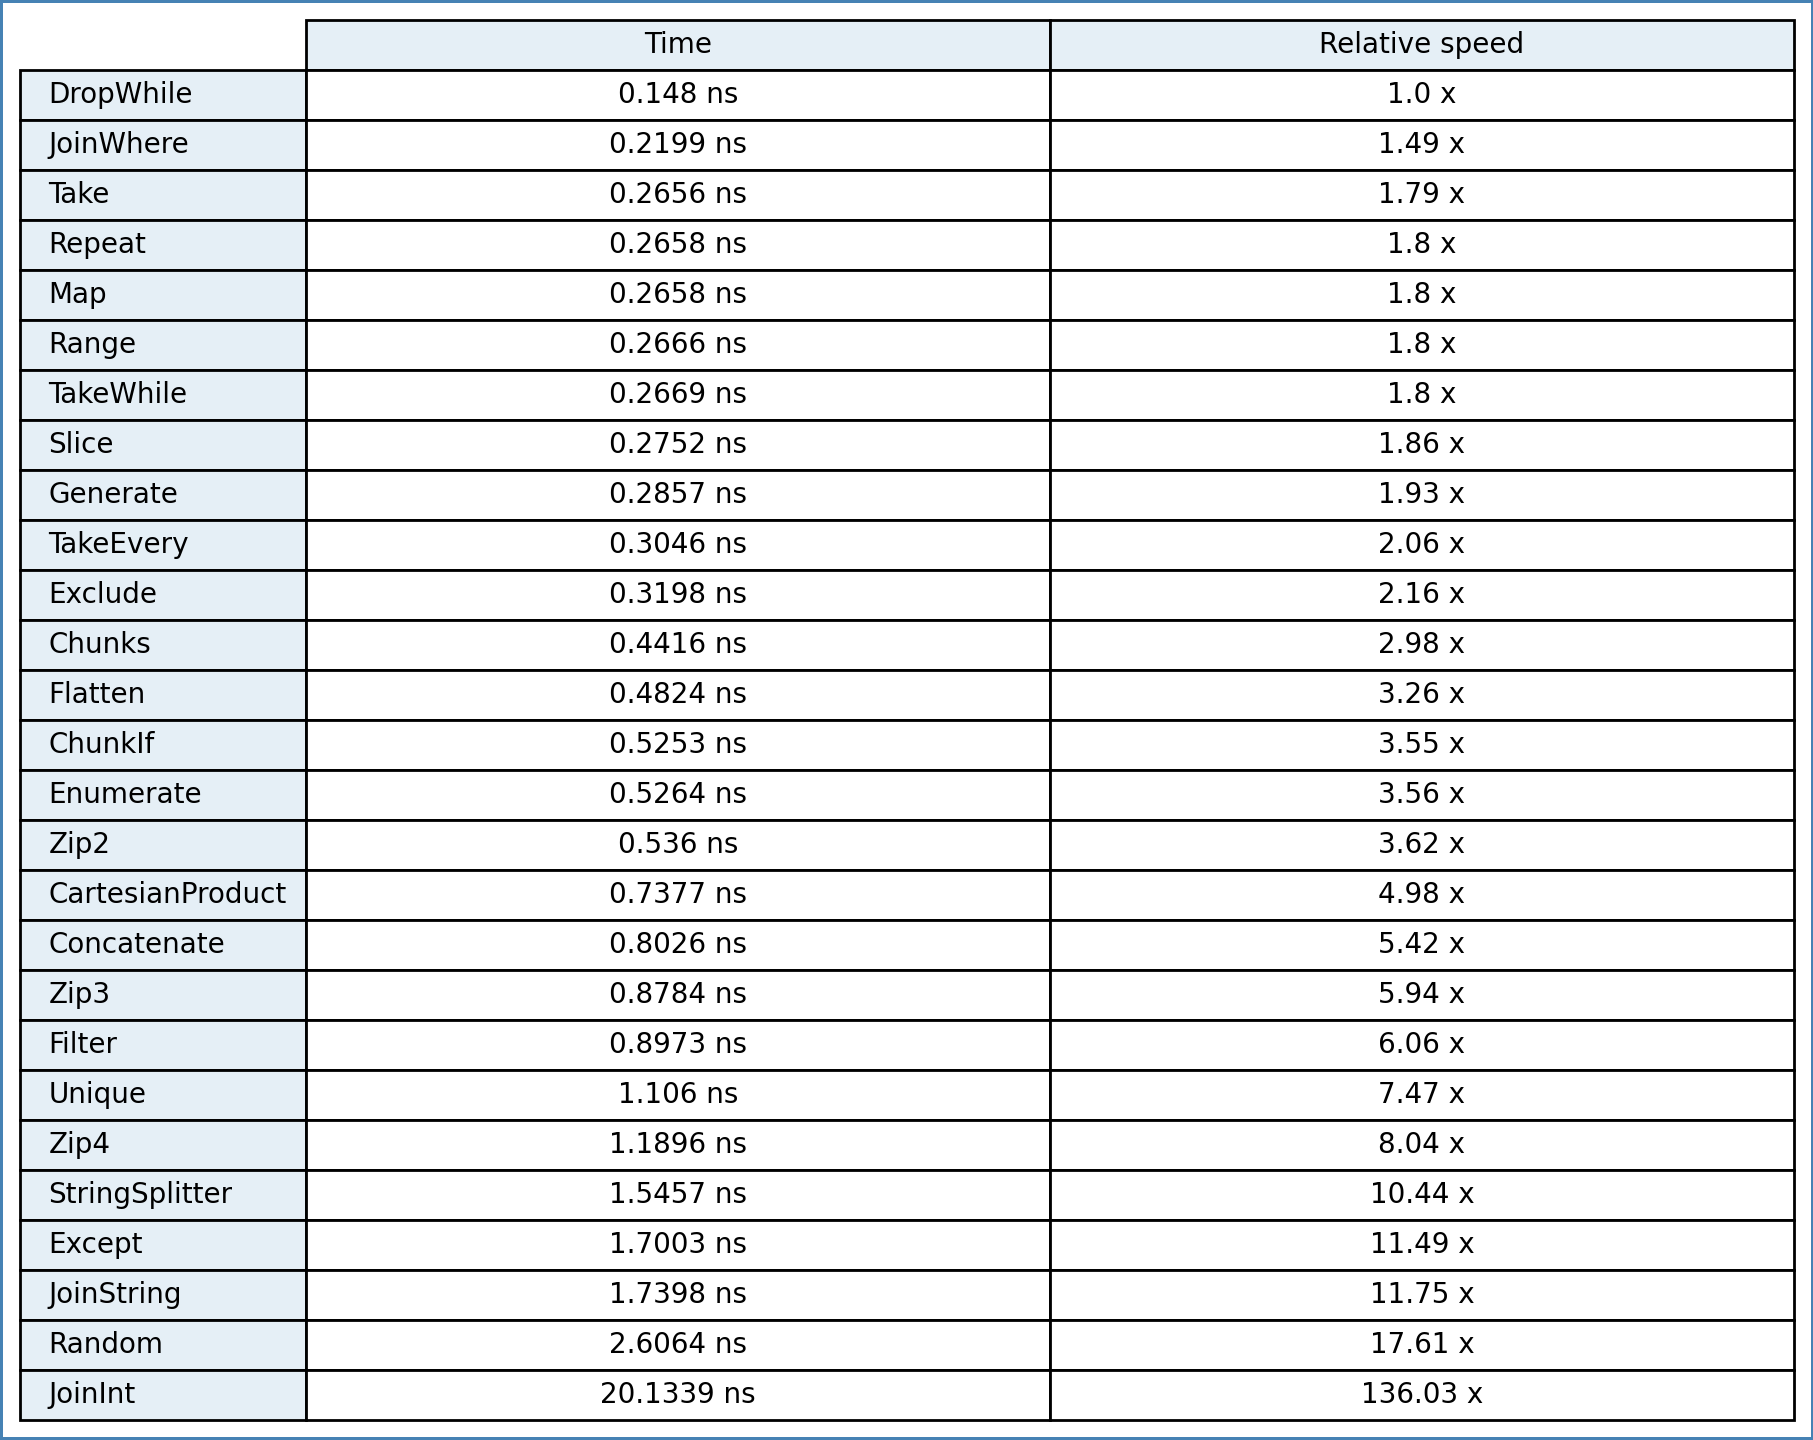 Time Relative speed
DropWhile 0.148 ns 1.0 x
JoinWhere 0.2199 ns 1.49 x
Take 0.2656 ns 1.79 x
Repeat 0.2658 ns 1.8 x
Map 0.2658 ns 1.8 x
Range 0.2666 ns 1.8 x
TakeWhile 0.2669 ns 1.8 x
Slice 0.2752 ns 1.86 x
Generate 0.2857 ns 1.93 x
TakeEvery 0.3046 ns 2.06 x
Exclude 0.3198 ns 2.16 x
Chunks 0.4416 ns 2.98 x
Flatten 0.4824 ns 3.26 x
ChunkIf 0.5253 ns 3.55 x
Enumerate 0.5264 ns 3.56 x
Zip2 0.536 ns 3.62 x
CartesianProduct 0.7377 ns 4.98 x
Concatenate 0.8026 ns 5.42 x
Zip3 0.8784 ns 5.94 x
Filter 0.8973 ns 6.06 x
Unique 1.106 ns 7.47 x
Zip4 1.1896 ns 8.04 x
StringSplitter 1.5457 ns 10.44 x
Except 1.7003 ns 11.49 x
JoinString 1.7398 ns 11.75 x
Random 2.6064 ns 17.61 x
JoinInt 20.1339 ns 136.03 x